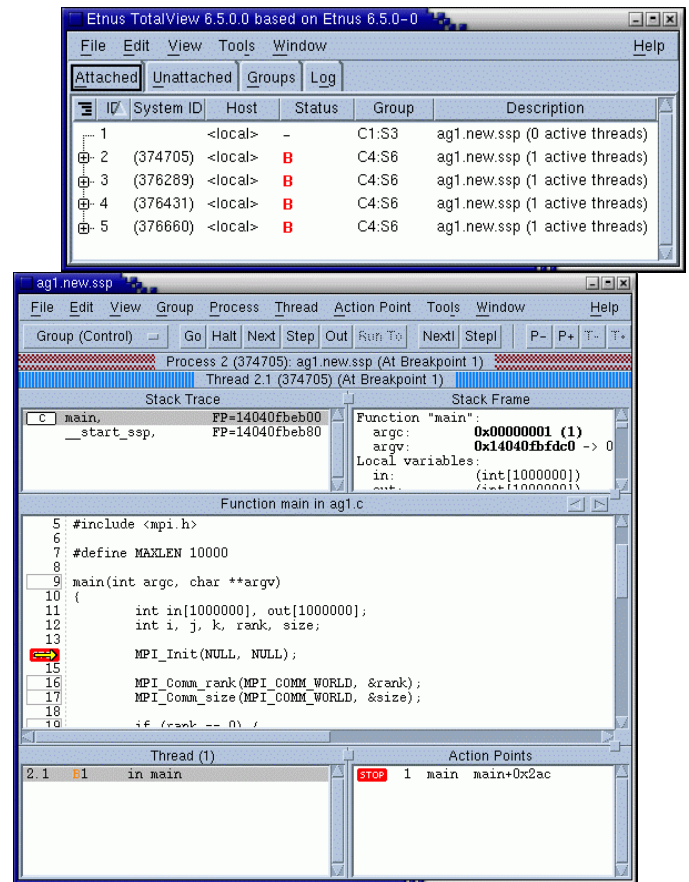 Etnus TotalView 6.5.0.0 based on Etnus 6.5.0-0
File Edit View Tools Window Help
Attached Unattached Groups Log
ID System ID Host Status Group Description
1 <local> - C1:S3 ag1.new.ssp (0 active threads)
2 (374705) <local> B C4:S6 ag1.new.ssp (1 active threads)
3 (376289) <local> B C4:S6 ag1.new.ssp (1 active threads)
4 (376431) <local> B C4:S6 ag1.new.ssp (1 active threads)
5 (376660) <local> B C4:S6 ag1.new.ssp (1 active threads)
ag1.new.ssp
File Edit View Group Process Thread Action Point Tools Window Help
Group (Control) Go Halt Next Step Out Run To NextI StepI P- P+ T- T+
Process 2 (374705): ag1.new.ssp (At Breakpoint 1)
Thread 2.1 (374705) (At Breakpoint 1)
Stack Trace
C main, FP=14040fbeb00
__start_ssp, FP=14040fbeb80
Stack Frame
Function "main":
argc: 0x00000001 (1)
argv: 0x14040fbfdc0 -> 0
Local variables:
in: (int[1000000])
out: (int[1000000])
Function main in ag1.c
5 #include <mpi.h>
6
7 #define MAXLEN 10000
8
9 main(int argc, char **argv)
10 {
11 int in[1000000], out[1000000];
12 int i, j, k, rank, size;
13
MPI_Init(NULL, NULL);
15
16 MPI_Comm_rank(MPI_COMM_WORLD, &rank);
17 MPI_Comm_size(MPI_COMM_WORLD, &size);
18
19 if (rank == 0) {
Thread (1)
2.1 B1 in main
Action Points
STOP 1 main main+0x2ac